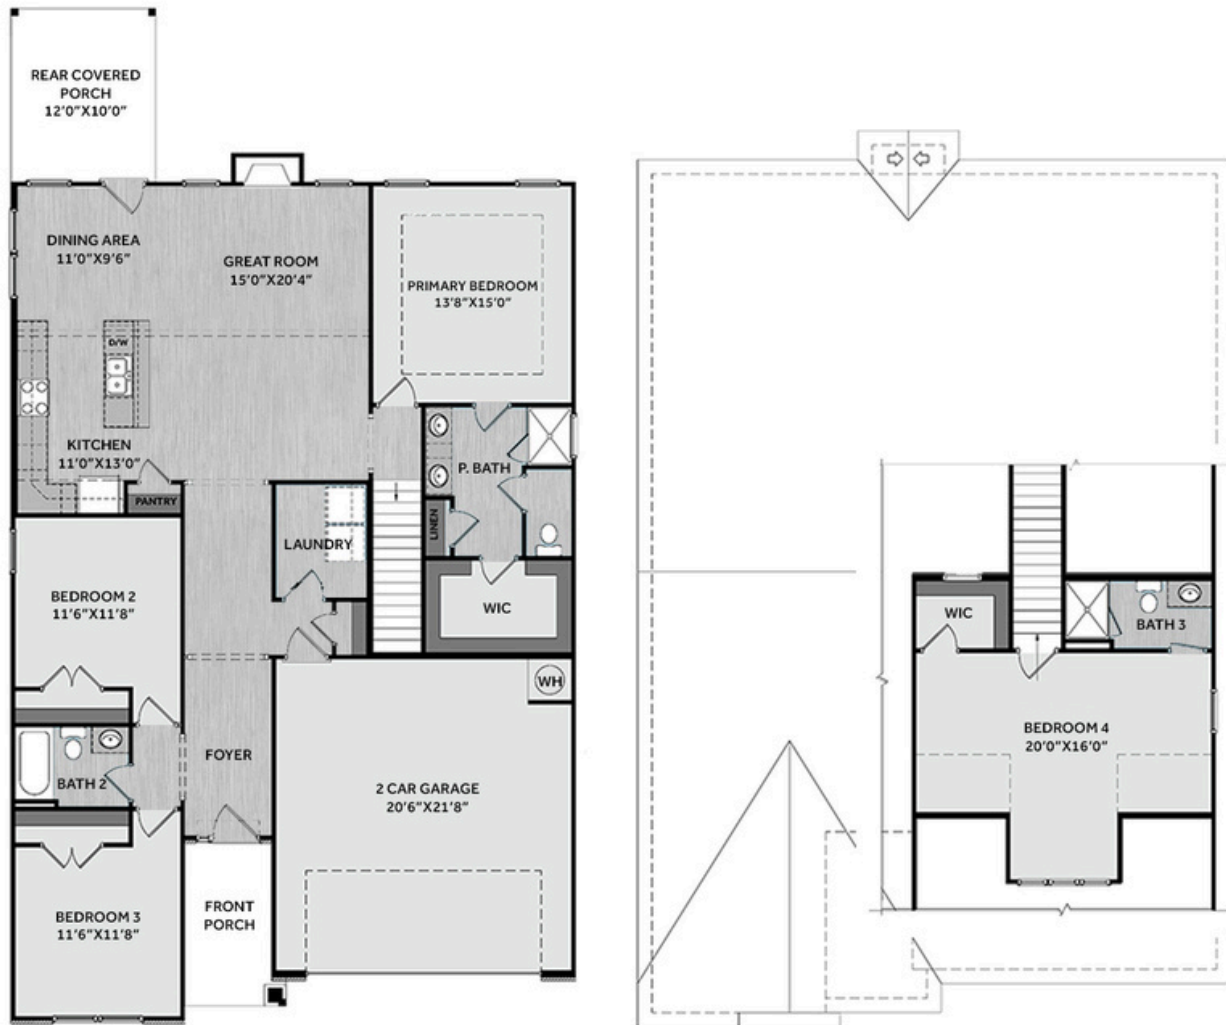 REAR COVERED
PORCH
12'0"X10'0"
DINING AREA
11'0"X9'6"
GREAT ROOM
15'0"X20'4"
PRIMARY BEDROOM
13'8"X15'0"
D/W
KITCHEN
11'0"X13'0"
PANTRY
P. BATH
LINEN
LAUNDRY
WIC
BEDROOM 2
11'6"X11'8"
WH
FOYER
BATH 2
2 CAR GARAGE
20'6"X21'8"
BEDROOM 3
11'6"X11'8"
FRONT
PORCH
WIC
BATH 3
BEDROOM 4
20'0"X16'0"